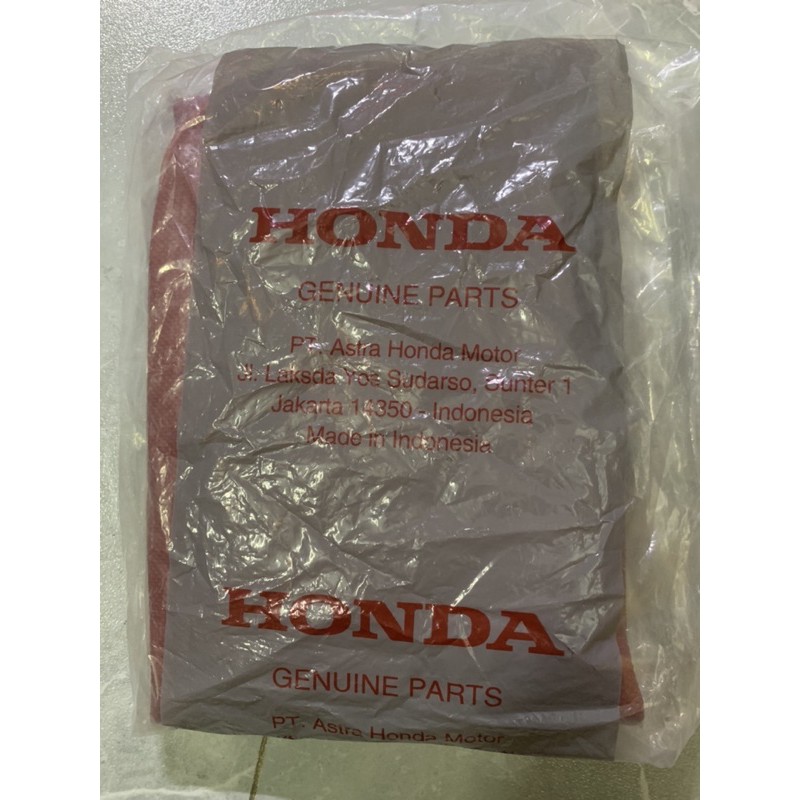 HONDA
GENUINE PARTS
PT. Astra Honda Motor
Jl. Laksda Yos Sudarso, Sunter 1
Jakarta 14350 - Indonesia
Made in Indonesia
HONDA
GENUINE PARTS
PT. Astra Honda Motor